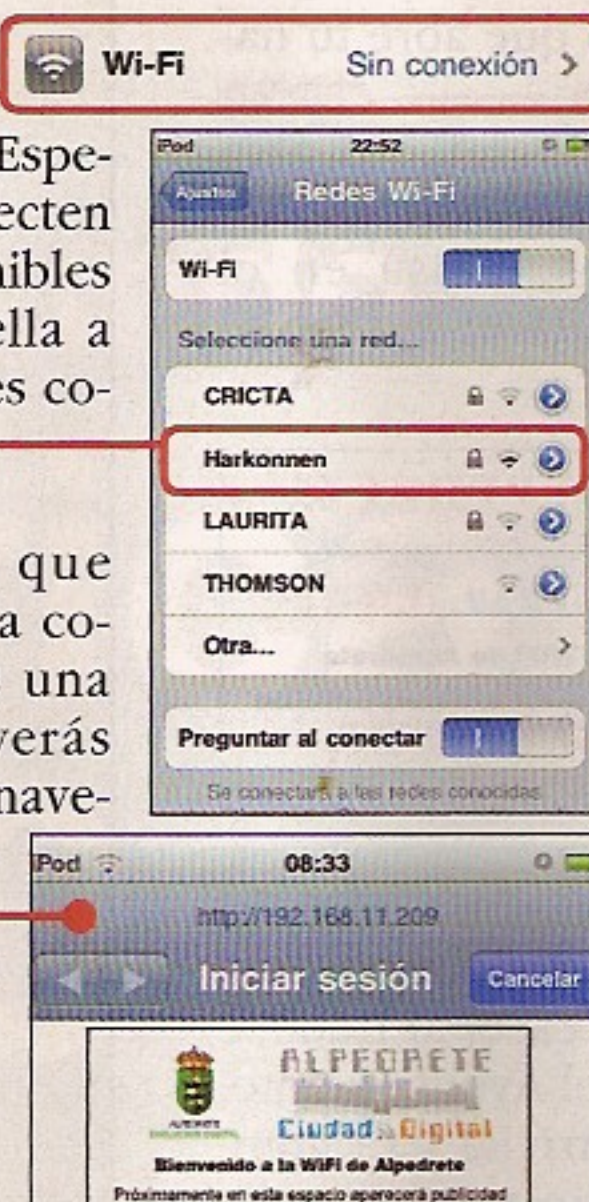 Wi-Fi Sin conexión
Espe-
ecten
nibles
ella a
es co-
que
a co-
una
verás
nave-
iPod 22:52
Ajustes Redes Wi-Fi
Wi-Fi
Seleccione una red...
CRICTA
Harkonnen
LAURITA
THOMSON
Otra...
Preguntar al conectar
Se conectará a las redes conocidas
iPod 08:33
http://192.168.11.209
Iniciar sesión Cancelar
ALPEDRETE
ALPEDRETE
Ciudad Digital
Bienvenido a la WiFi de Alpedrete
Próximamente en este espacio aparecerá publicidad